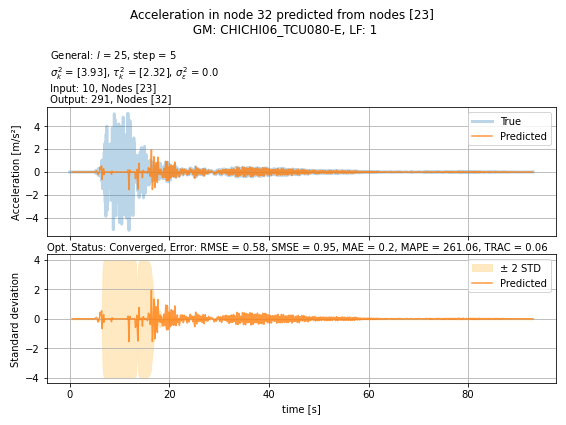 Acceleration in node 32 predicted from nodes [23]
GM: CHICHI06_TCU080-E, LF: 1
General: l = 25, step = 5
σ²ₖ = [3.93], τ²ₖ = [2.32], σ²ε = 0.0
Input: 10, Nodes [23]
Output: 291, Nodes [32]
True
Predicted
Acceleration [m/s²]
4
2
0
−2
−4
Opt. Status: Converged, Error: RMSE = 0.58, SMSE = 0.95, MAE = 0.2, MAPE = 261.06, TRAC = 0.06
± 2 STD
Predicted
Standard deviation
4
2
0
−2
−4
0 20 40 60 80
time [s]